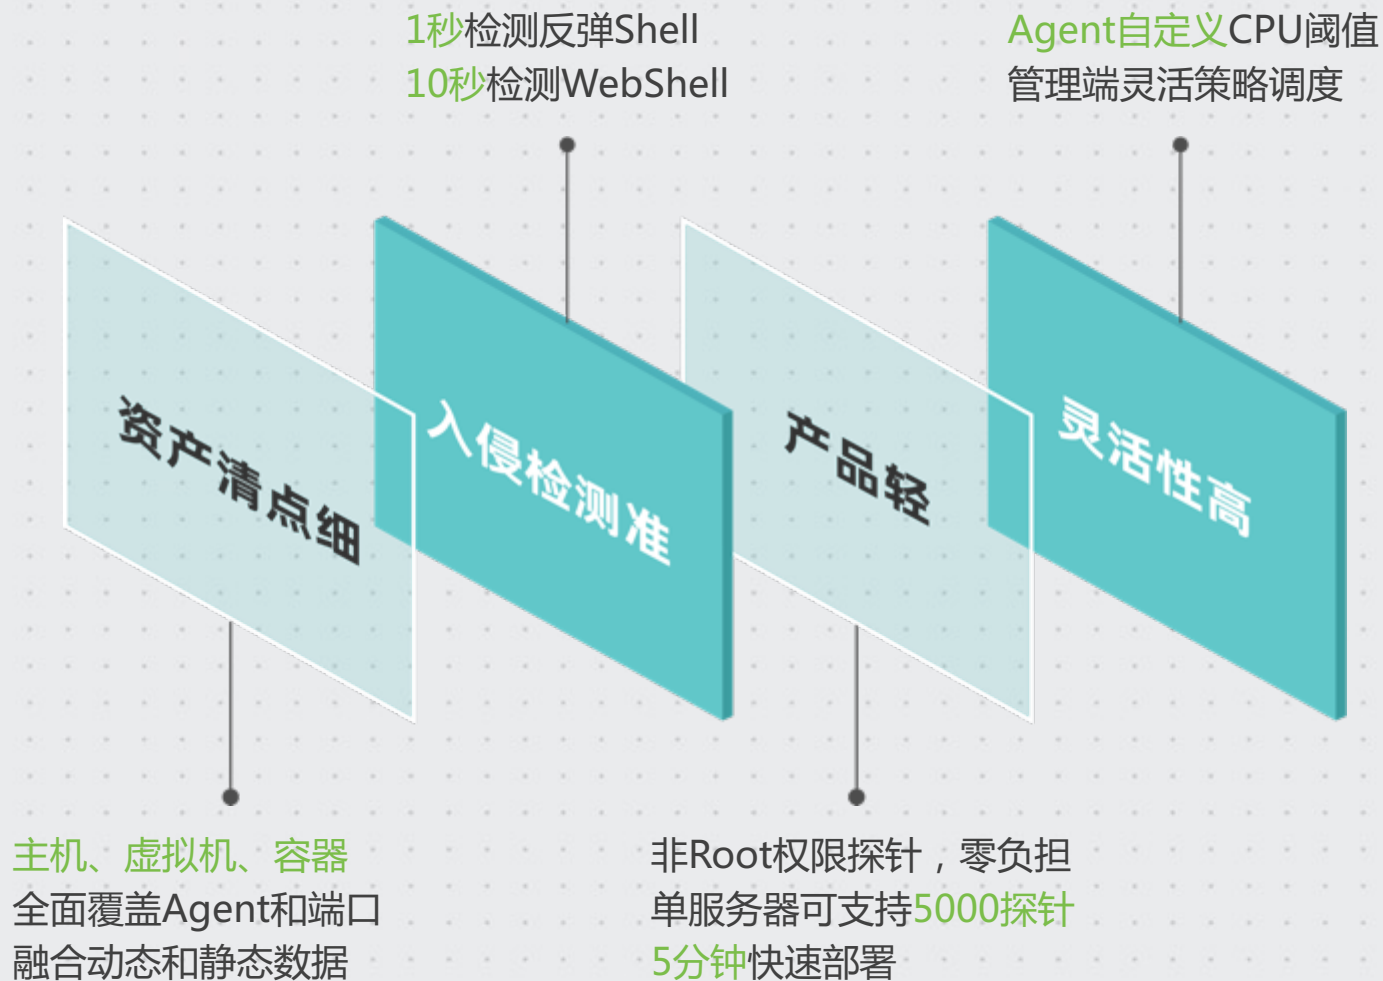 1秒检测反弹Shell
10秒检测WebShell
Agent自定义CPU阈值
管理端灵活策略调度
资产清点细
入侵检测准
产品轻
灵活性高
主机、虚拟机、容器
全面覆盖Agent和端口
融合动态和静态数据
非Root权限探针，零负担
单服务器可支持5000探针
5分钟快速部署